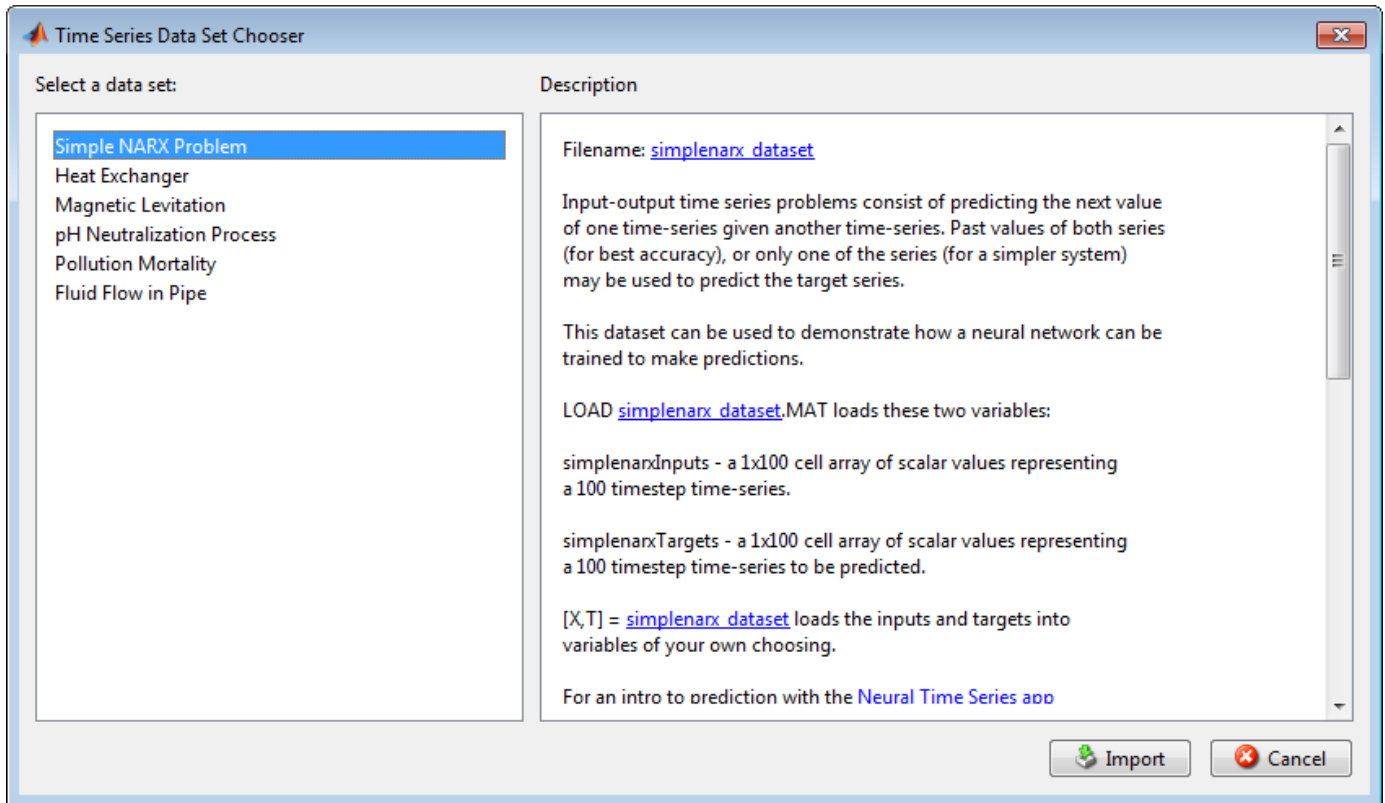 Time Series Data Set Chooser
Select a data set:
Simple NARX Problem
Heat Exchanger
Magnetic Levitation
pH Neutralization Process
Pollution Mortality
Fluid Flow in Pipe
Description
Filename: simplenarx_dataset
Input-output time series problems consist of predicting the next value
of one time-series given another time-series. Past values of both series
(for best accuracy), or only one of the series (for a simpler system)
may be used to predict the target series.
This dataset can be used to demonstrate how a neural network can be
trained to make predictions.
LOAD simplenarx_dataset.MAT loads these two variables:
simplenarxInputs - a 1x100 cell array of scalar values representing
a 100 timestep time-series.
simplenarxTargets - a 1x100 cell array of scalar values representing
a 100 timestep time-series to be predicted.
[X,T] = simplenarx_dataset loads the inputs and targets into
variables of your own choosing.
For an intro to prediction with the Neural Time Series app
Import
Cancel